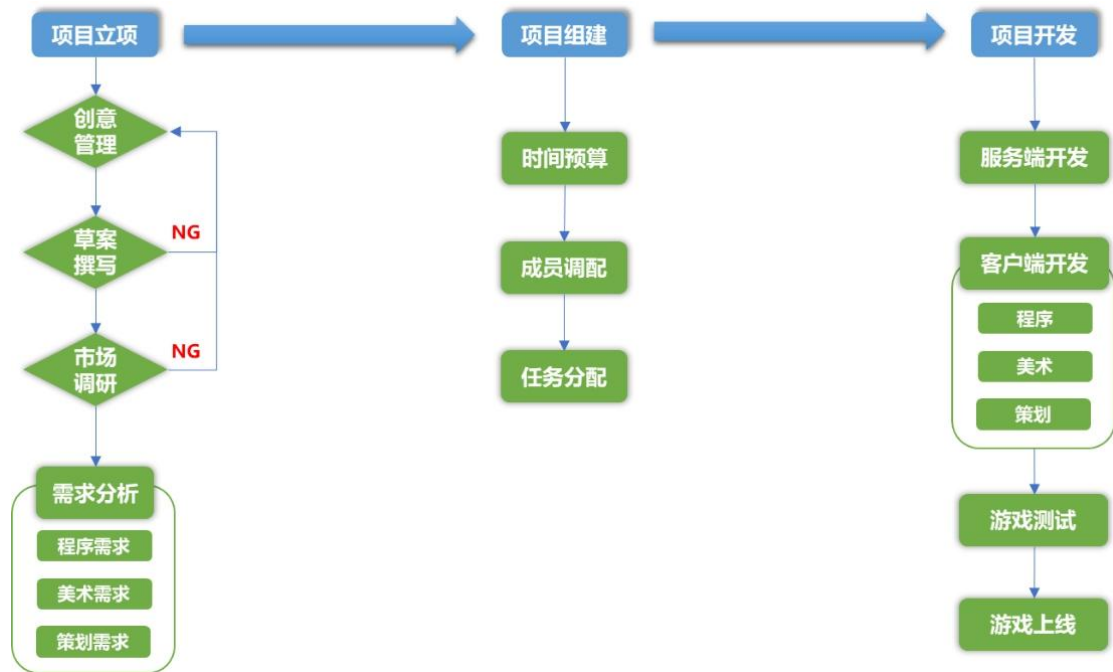 项目立项
项目组建
项目开发
创意
管理
草案
撰写
NG
市场
调研
NG
需求分析
程序需求
美术需求
策划需求
时间预算
成员调配
任务分配
服务端开发
客户端开发
程序
美术
策划
游戏测试
游戏上线